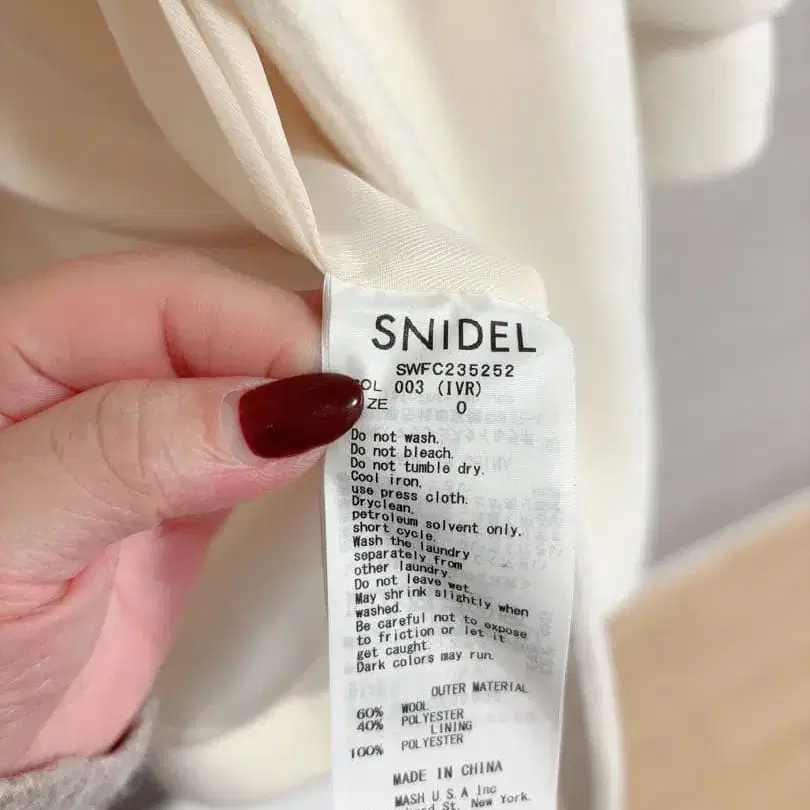 SNIDEL
SWFC235252
OL 003 (IVR)
ZE 0
Do not wash.
Do not bleach.
Do not tumble dry.
Cool iron.
use press cloth.
Dryclean.
petroleum solvent only.
short cycle.
Wash the laundry
separately from
other laundry.
Do not leave wet.
May shrink slightly when
washed.
Be careful not to expose
to friction or let it
get caught.
Dark colors may run.
OUTER MATERIAL
60% WOOL
40% POLYESTER
LINING
100% POLYESTER
MADE IN CHINA
MASH U.S.A Inc
St, New York.